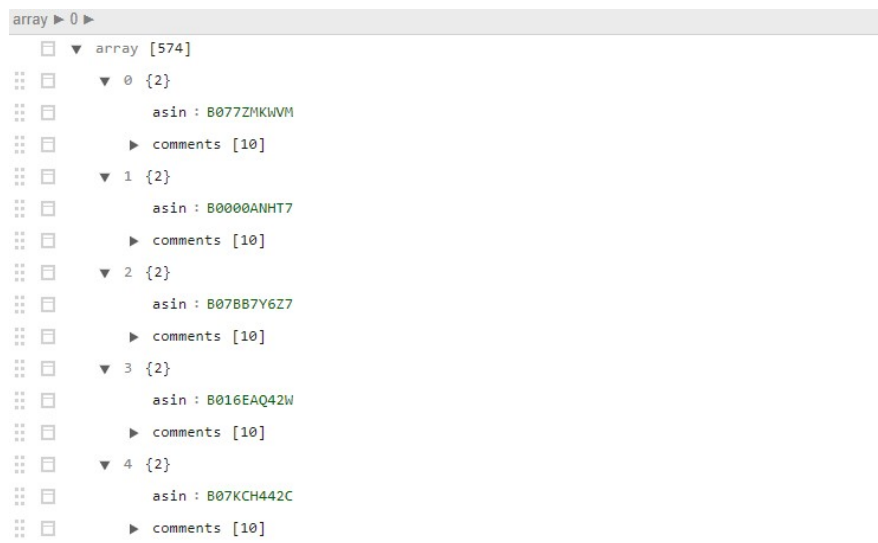 array ► 0 ►
▼ array [574]
▼ 0 {2}
asin : B077ZMKWVM
► comments [10]
▼ 1 {2}
asin : B0000ANHT7
► comments [10]
▼ 2 {2}
asin : B07BB7Y6Z7
► comments [10]
▼ 3 {2}
asin : B016EAQ42W
► comments [10]
▼ 4 {2}
asin : B07KCH442C
► comments [10]